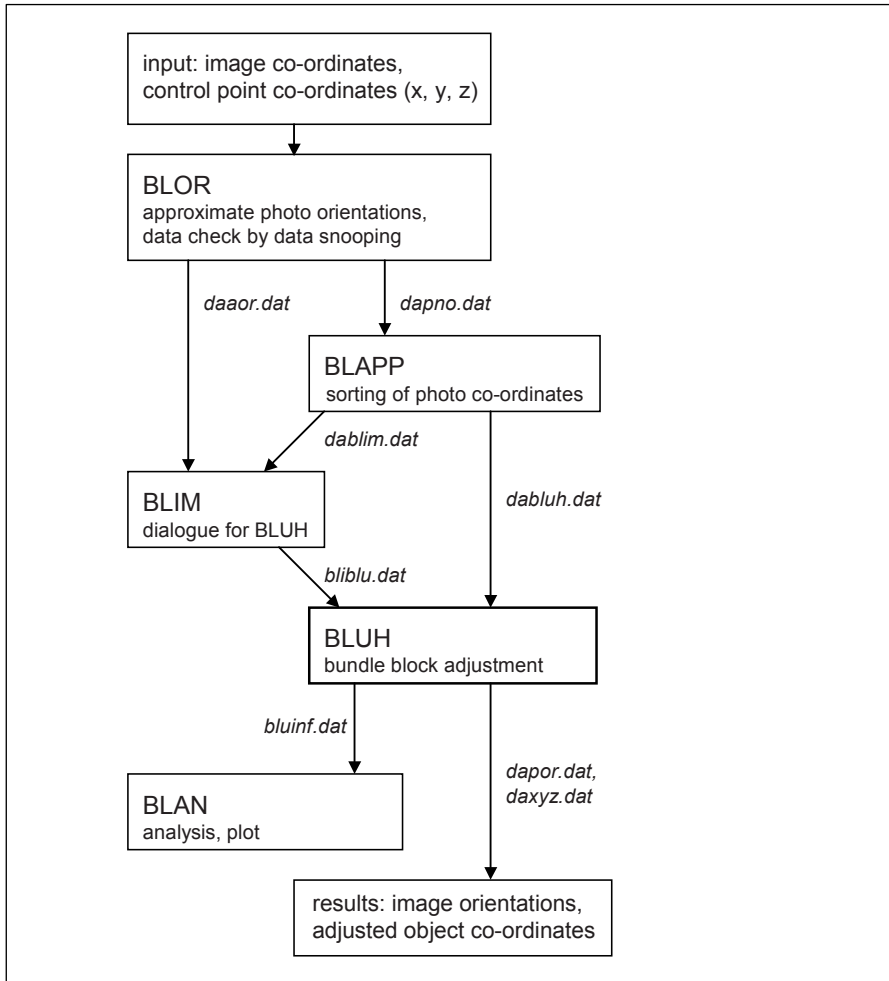 input: image co-ordinates,
control point co-ordinates (x, y, z)
BLOR
approximate photo orientations,
data check by data snooping
daaor.dat
dapno.dat
BLAPP
sorting of photo co-ordinates
dablim.dat
BLIM
dialogue for BLUH
dabluh.dat
bliblu.dat
BLUH
bundle block adjustment
bluinf.dat
dapor.dat,
daxyz.dat
BLAN
analysis, plot
results: image orientations,
adjusted object co-ordinates